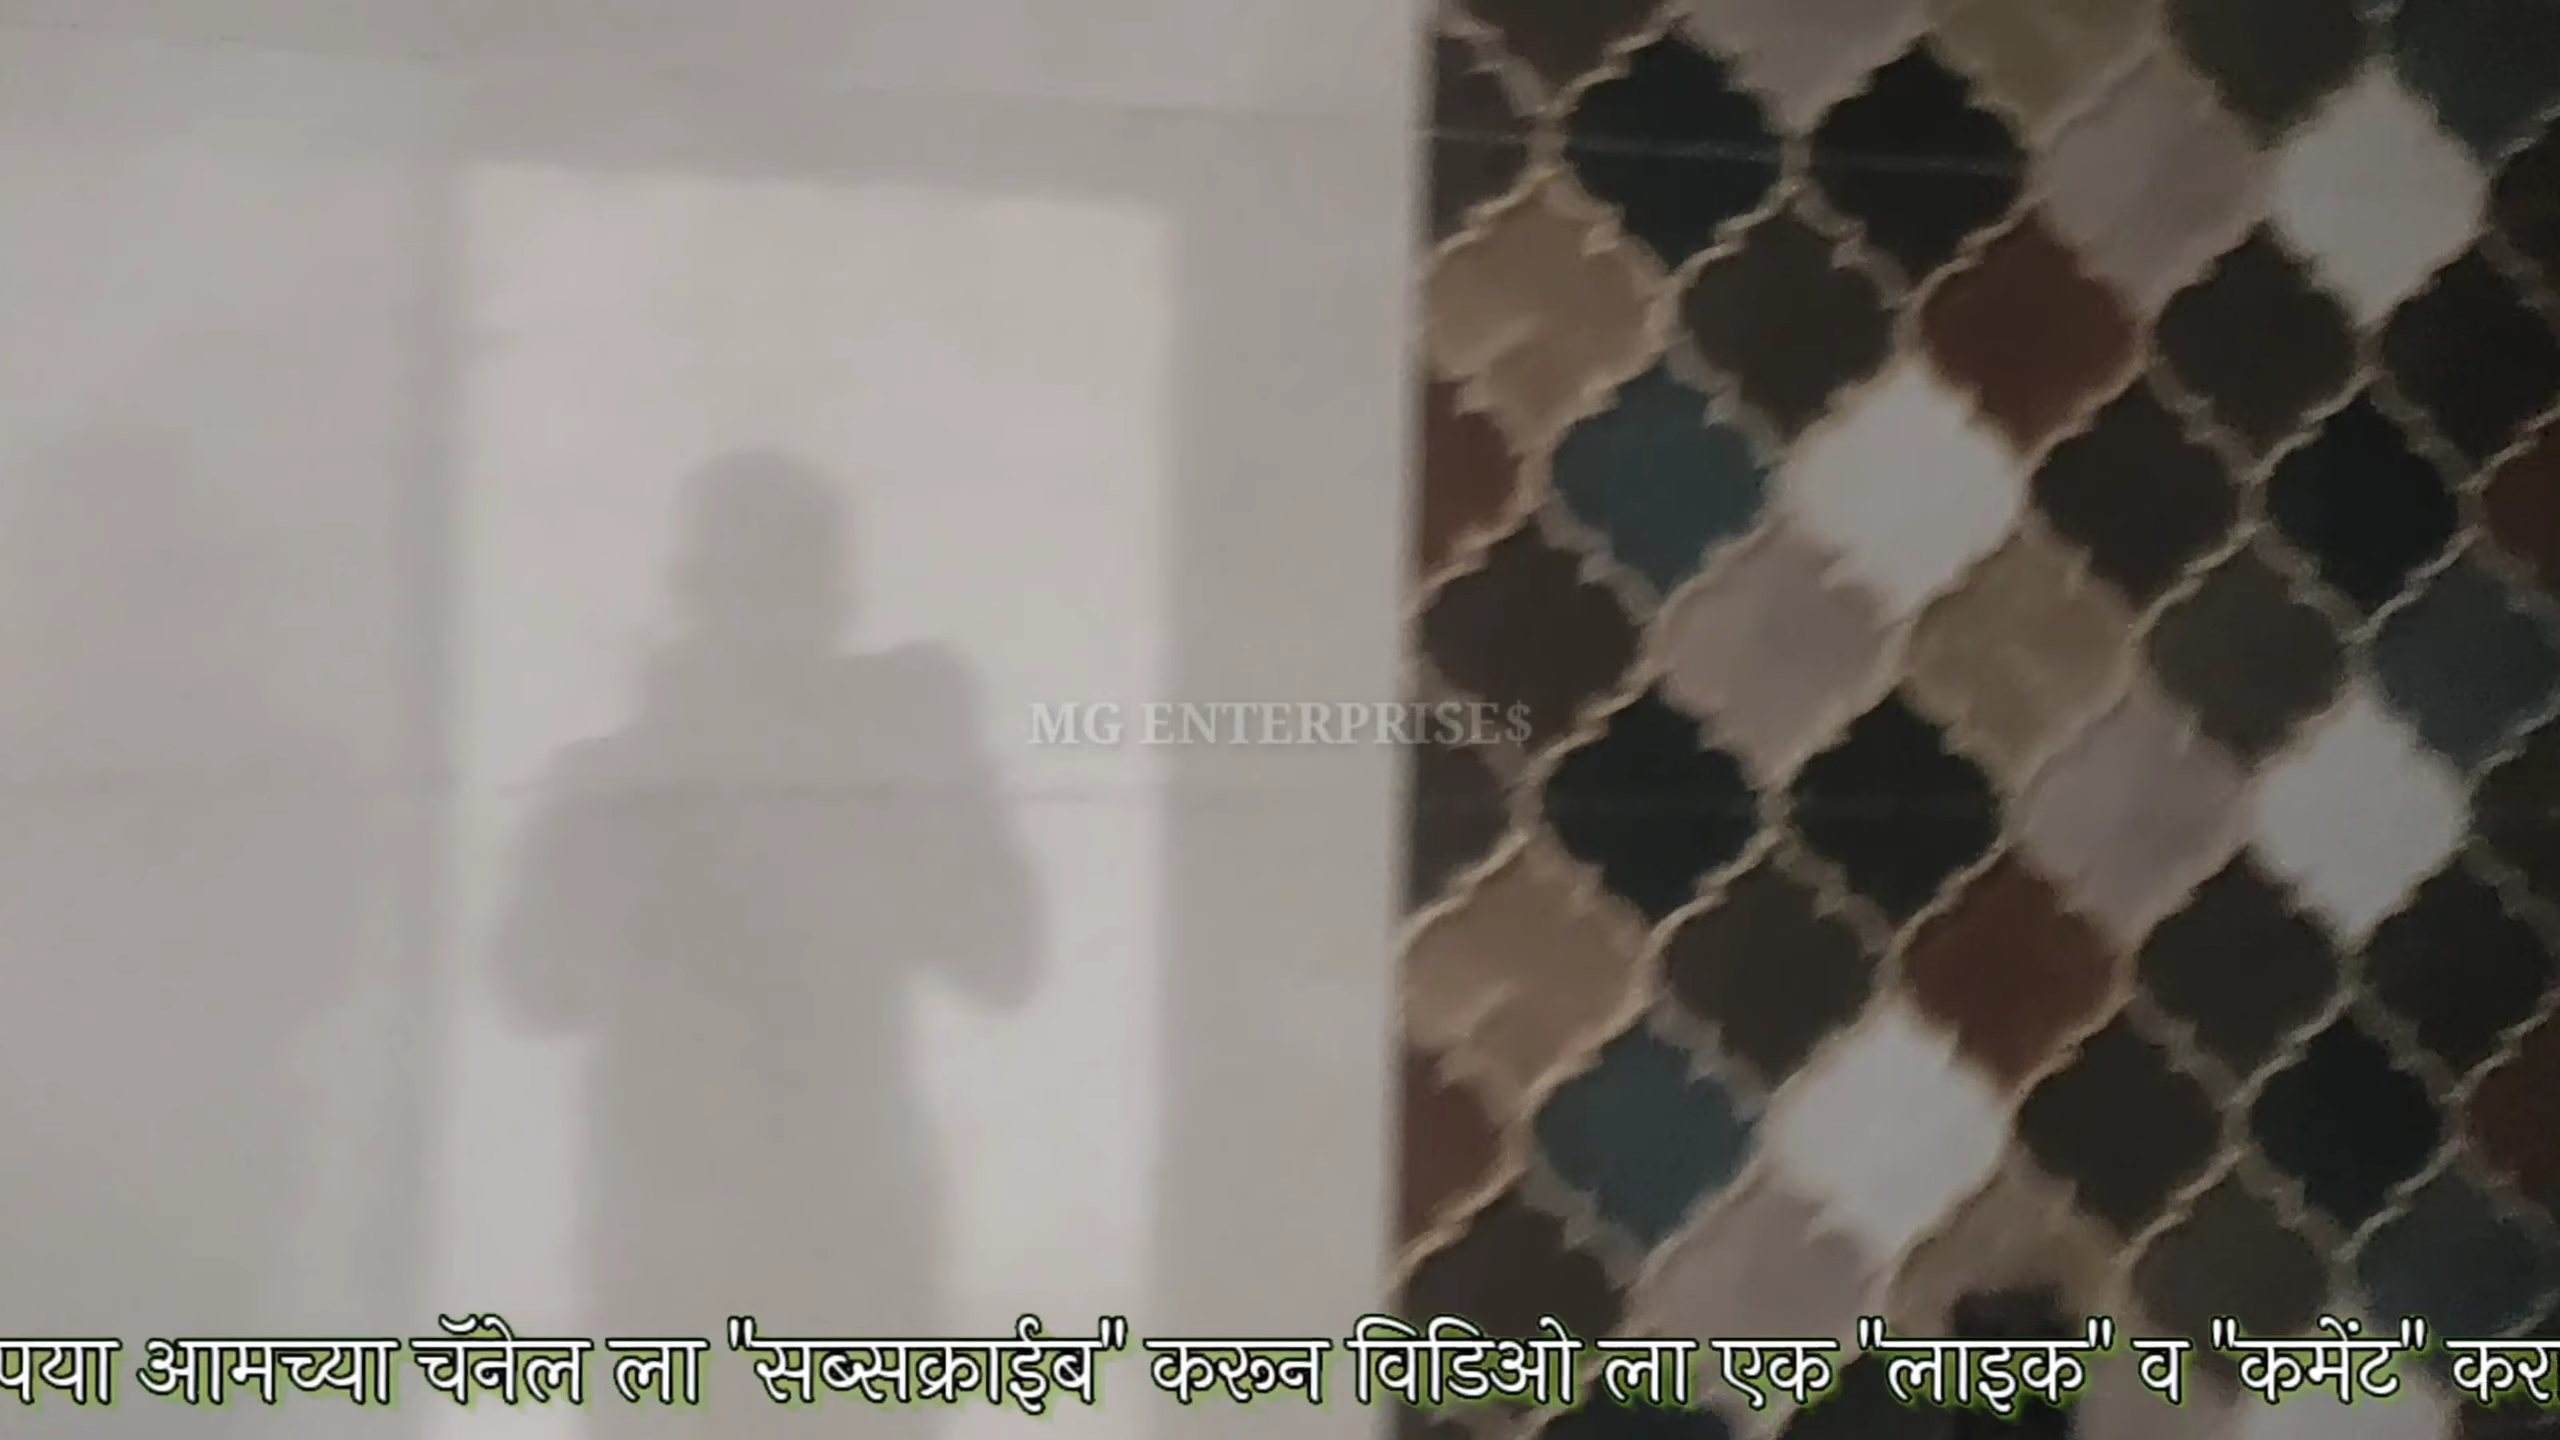 MG ENTERPRISE$
पया आमच्या चॅनेल ला "सब्सक्राईब" करून विडिओ ला एक "लाइक" व "कमेंट" करा